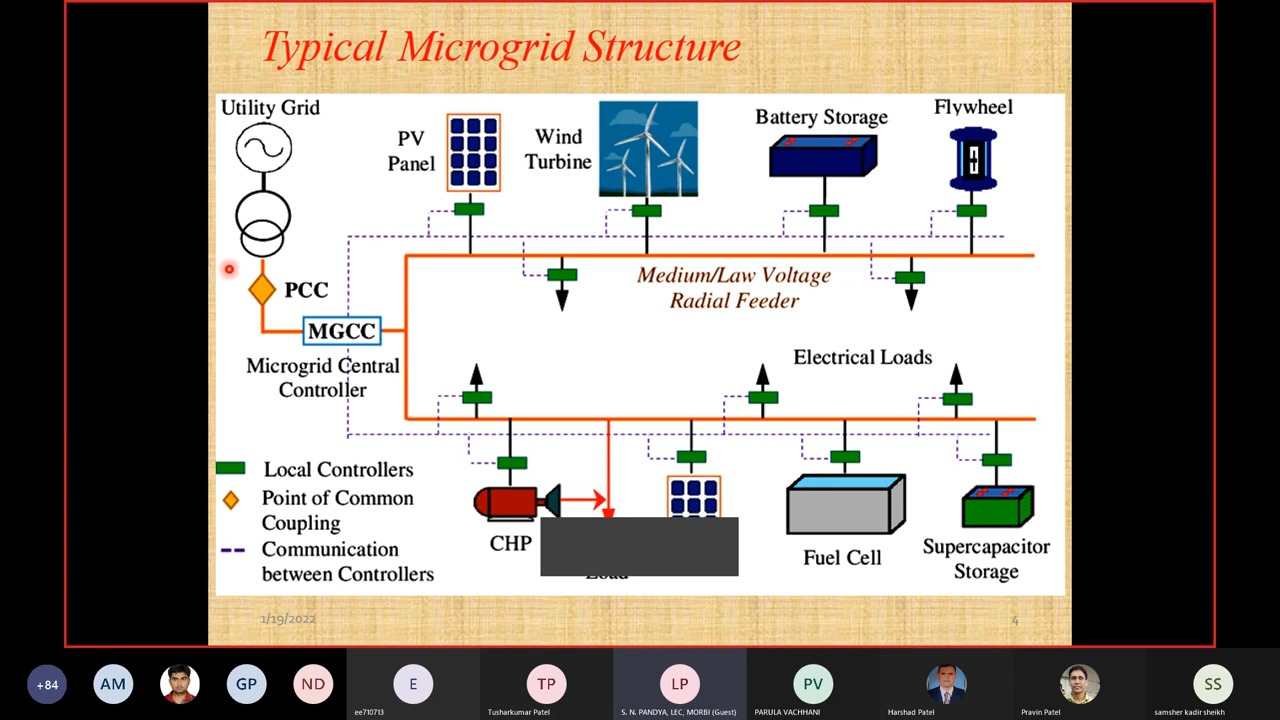 Typical Microgrid Structure
Utility Grid
PV
Panel
Wind
Turbine
Battery Storage
Flywheel
PCC
MGCC
Microgrid Central
Controller
Medium/Law Voltage
Radial Feeder
Electrical Loads
Local Controllers
Point of Common
Coupling
Communication
between Controllers
CHP
Load
Fuel Cell
Supercapacitor
Storage
1/19/2022
4
+84
AM
GP
ND
E
ee710713
TP
Tusharkumar Patel
LP
S. N. PANDYA, LEC, MORBI (Guest)
PV
PARULA VACHHANI
Harshad Patel
Pravin Patel
SS
samsher kadir sheikh